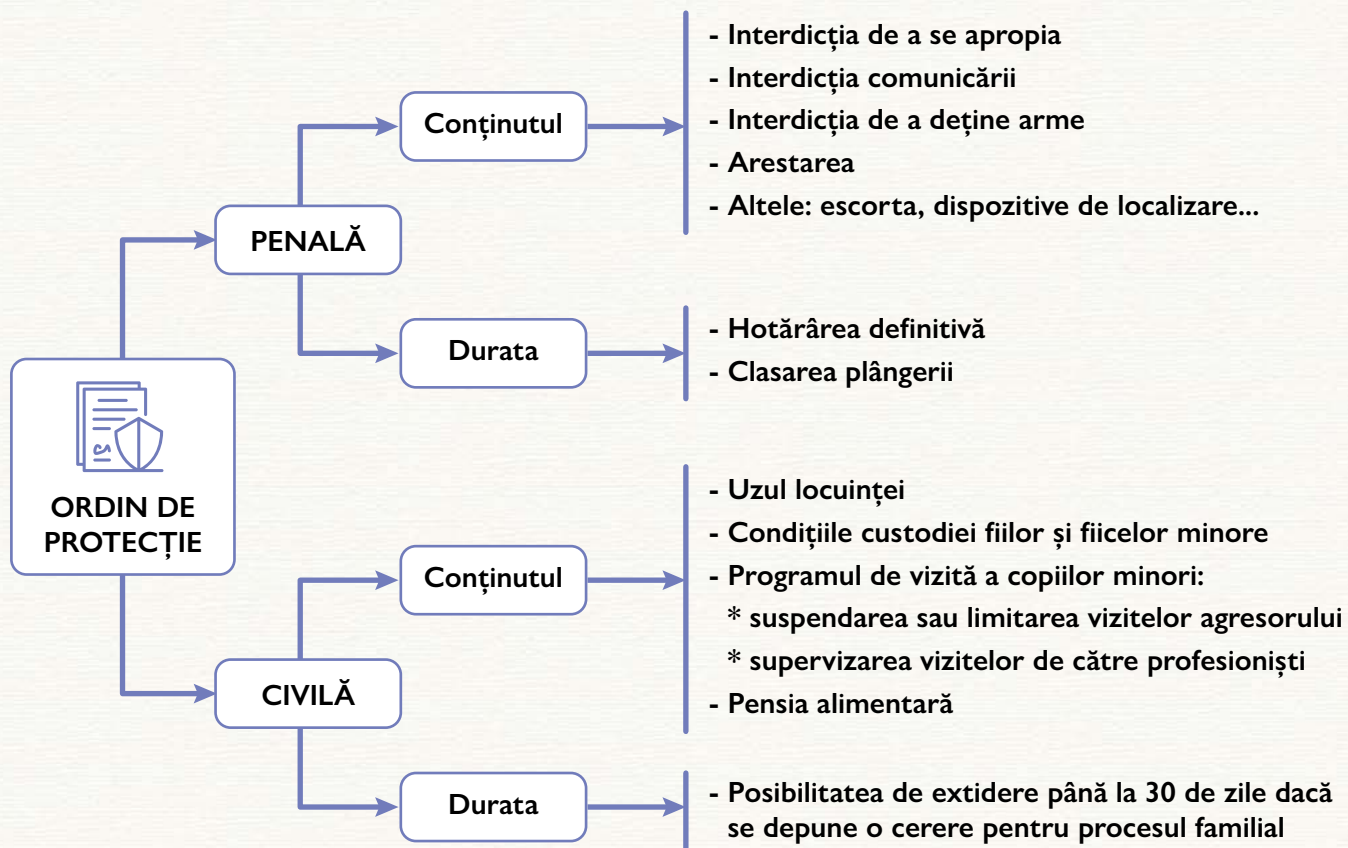 ORDIN DE
PROTECȚIE
PENALĂ
Conținutul
- Interdicția de a se apropia
- Interdicția comunicării
- Interdicția de a deține arme
- Arestarea
- Altele: escorta, dispozitive de localizare...
Durata
- Hotărârea definitivă
- Clasarea plângerii
CIVILĂ
Conținutul
- Uzul locuinței
- Condițiile custodiei fiilor și fiicelor minore
- Programul de vizită a copiilor minori:
* suspendarea sau limitarea vizitelor agresorului
* supervizarea vizitelor de către profesioniști
- Pensia alimentară
Durata
- Posibilitatea de extidere până la 30 de zile dacă
se depune o cerere pentru procesul familial